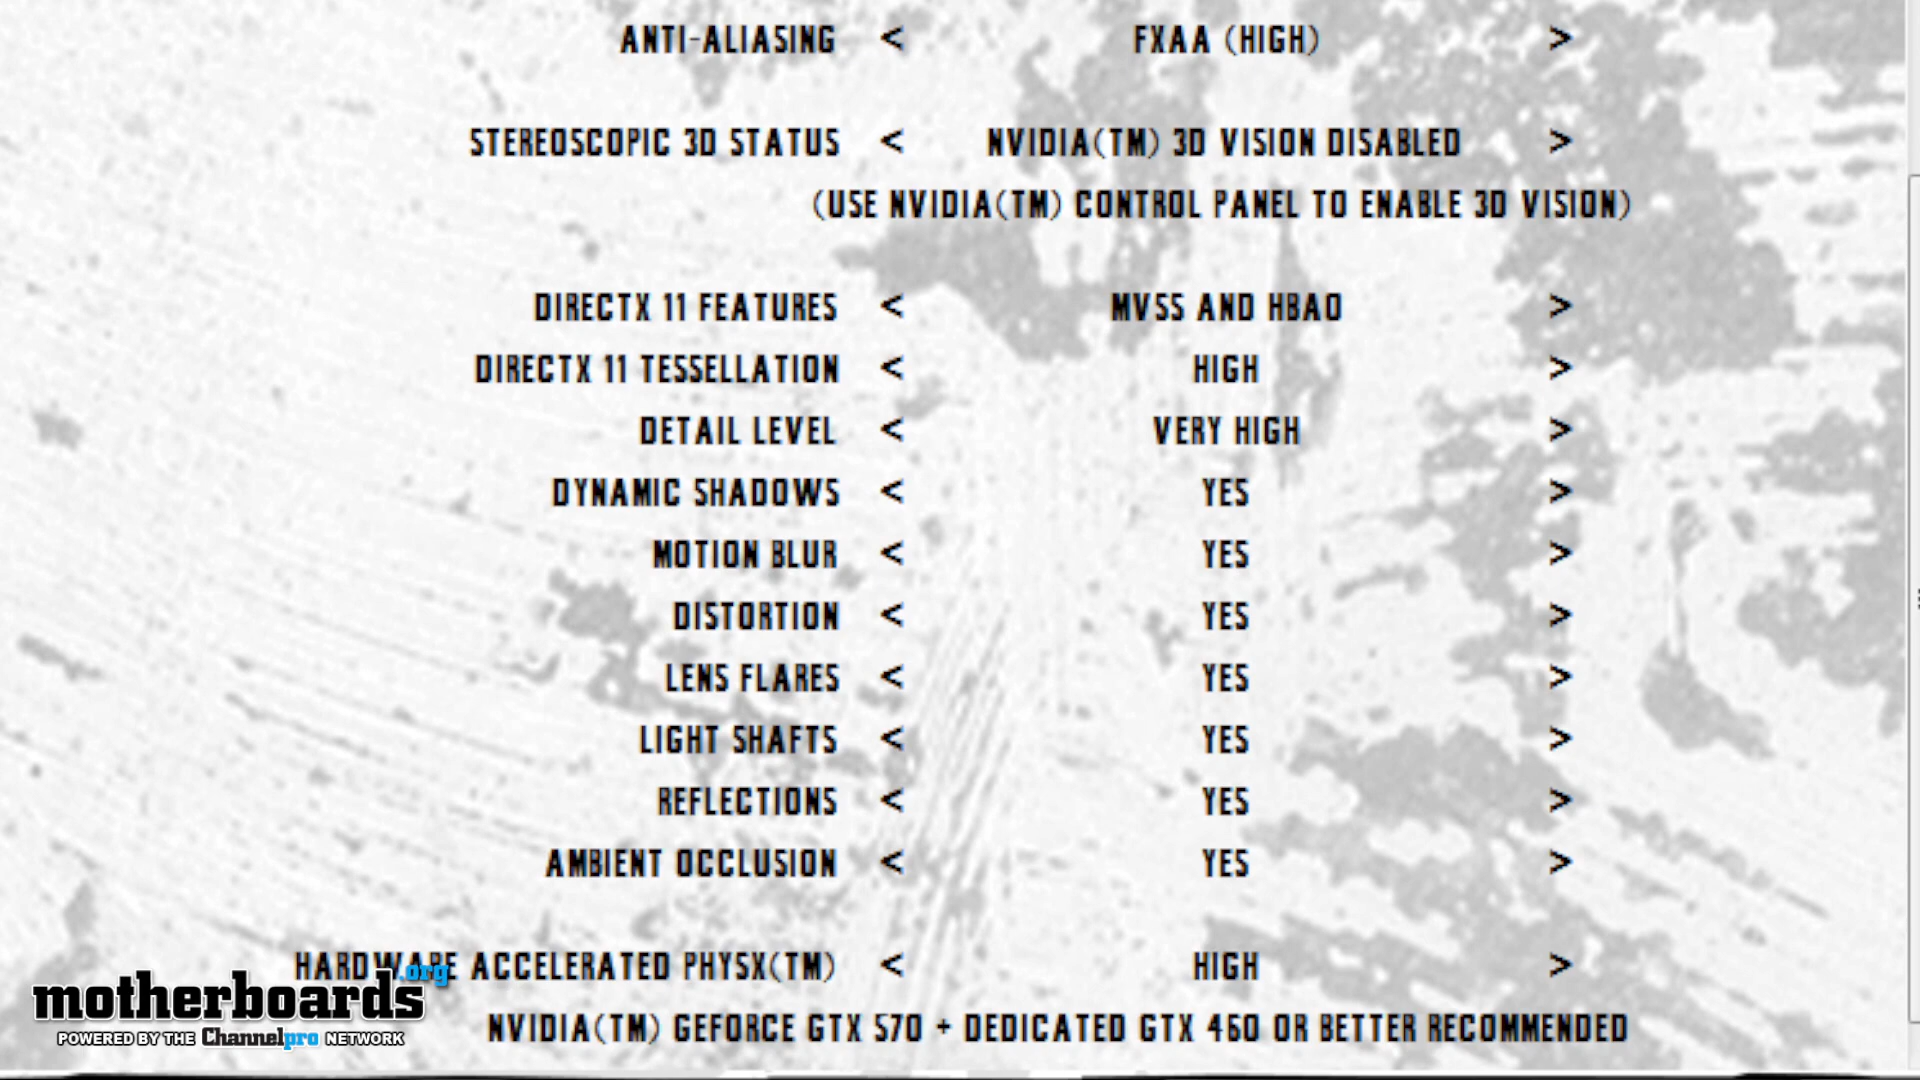 ANTI-ALIASING < FXAA (HIGH) >
STEREOSCOPIC 3D STATUS < NVIDIA(TM) 3D VISION DISABLED >
(USE NVIDIA(TM) CONTROL PANEL TO ENABLE 3D VISION)
DIRECTX 11 FEATURES < MVSS AND HBAO >
DIRECTX 11 TESSELLATION < HIGH >
DETAIL LEVEL < VERY HIGH >
DYNAMIC SHADOWS < YES >
MOTION BLUR < YES >
DISTORTION < YES >
LENS FLARES < YES >
LIGHT SHAFTS < YES >
REFLECTIONS < YES >
AMBIENT OCCLUSION < YES >
HARDWARE ACCELERATED PHYSX(TM) < HIGH >
NVIDIA(TM) GEFORCE GTX 570 + DEDICATED GTX 460 OR BETTER RECOMMENDED
motherboards.org
POWERED BY THE Channelpro NETWORK